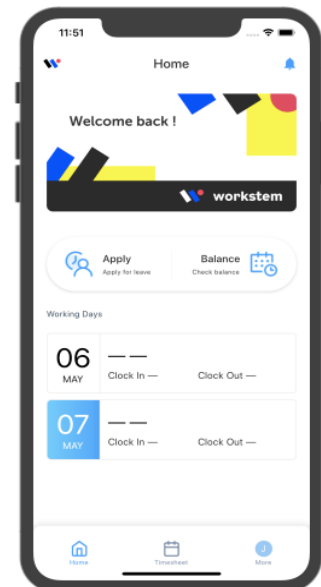 11:51
Home
Welcome back !
workstem
Apply
Apply for leave
Balance
Check balance
Working Days
06
MAY
— —
Clock In —
Clock Out —
07
MAY
— —
Clock In —
Clock Out —
Home
Timesheet
J
More